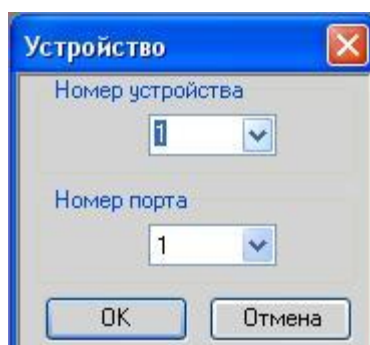 Устройство
Номер устройства
1
Номер порта
1
OK
Отмена